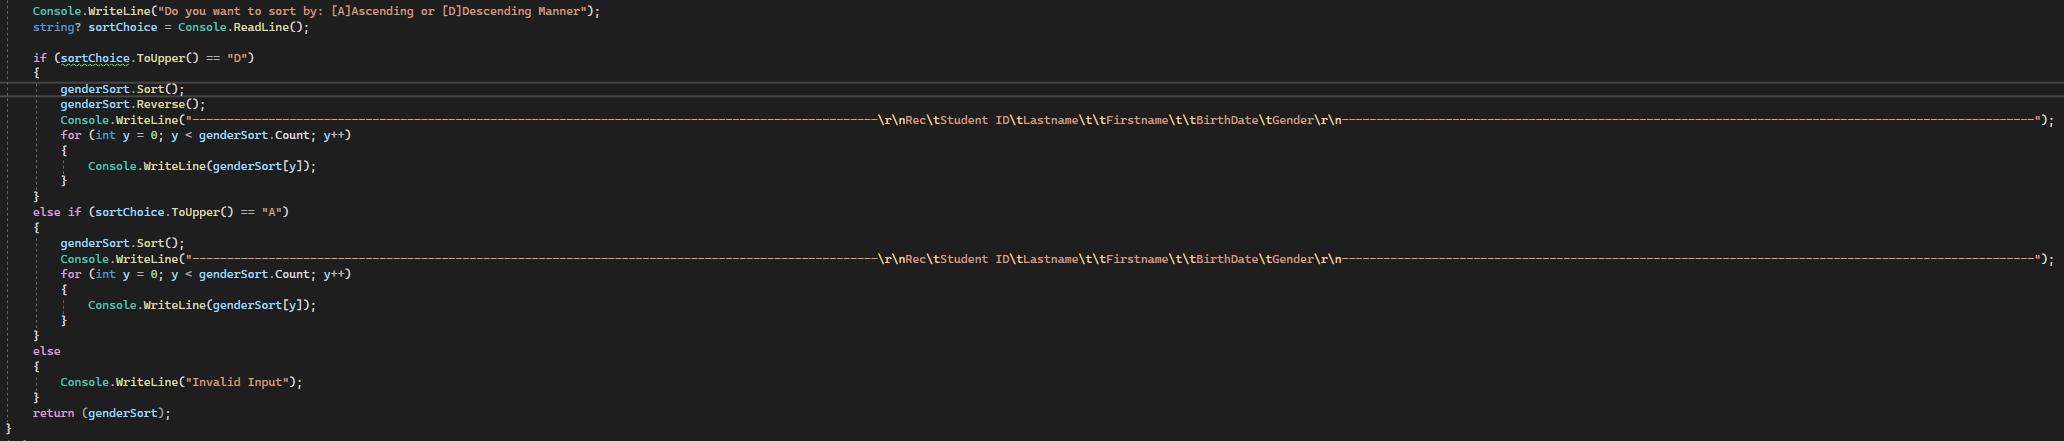 Console.WriteLine("Do you want to sort by: [A]Ascending or [D]Descending Manner");
string? sortChoice = Console.ReadLine();
if (sortChoice.ToUpper() == "D")
{
genderSort.Sort();
genderSort.Reverse();
Console.WriteLine("---------------------------------------------------------------------------------------------------\r\nRec\tStudent ID\tLastname\t\tFirstname\t\tBirthDate\tGender\r\n----------------------------------------------------------------------------------------------------");
for (int y = 0; y < genderSort.Count; y++)
{
Console.WriteLine(genderSort[y]);
}
}
else if (sortChoice.ToUpper() == "A")
{
genderSort.Sort();
Console.WriteLine("---------------------------------------------------------------------------------------------------\r\nRec\tStudent ID\tLastname\t\tFirstname\t\tBirthDate\tGender\r\n----------------------------------------------------------------------------------------------------");
for (int y = 0; y < genderSort.Count; y++)
{
Console.WriteLine(genderSort[y]);
}
}
else
{
Console.WriteLine("Invalid Input");
}
return (genderSort);
}